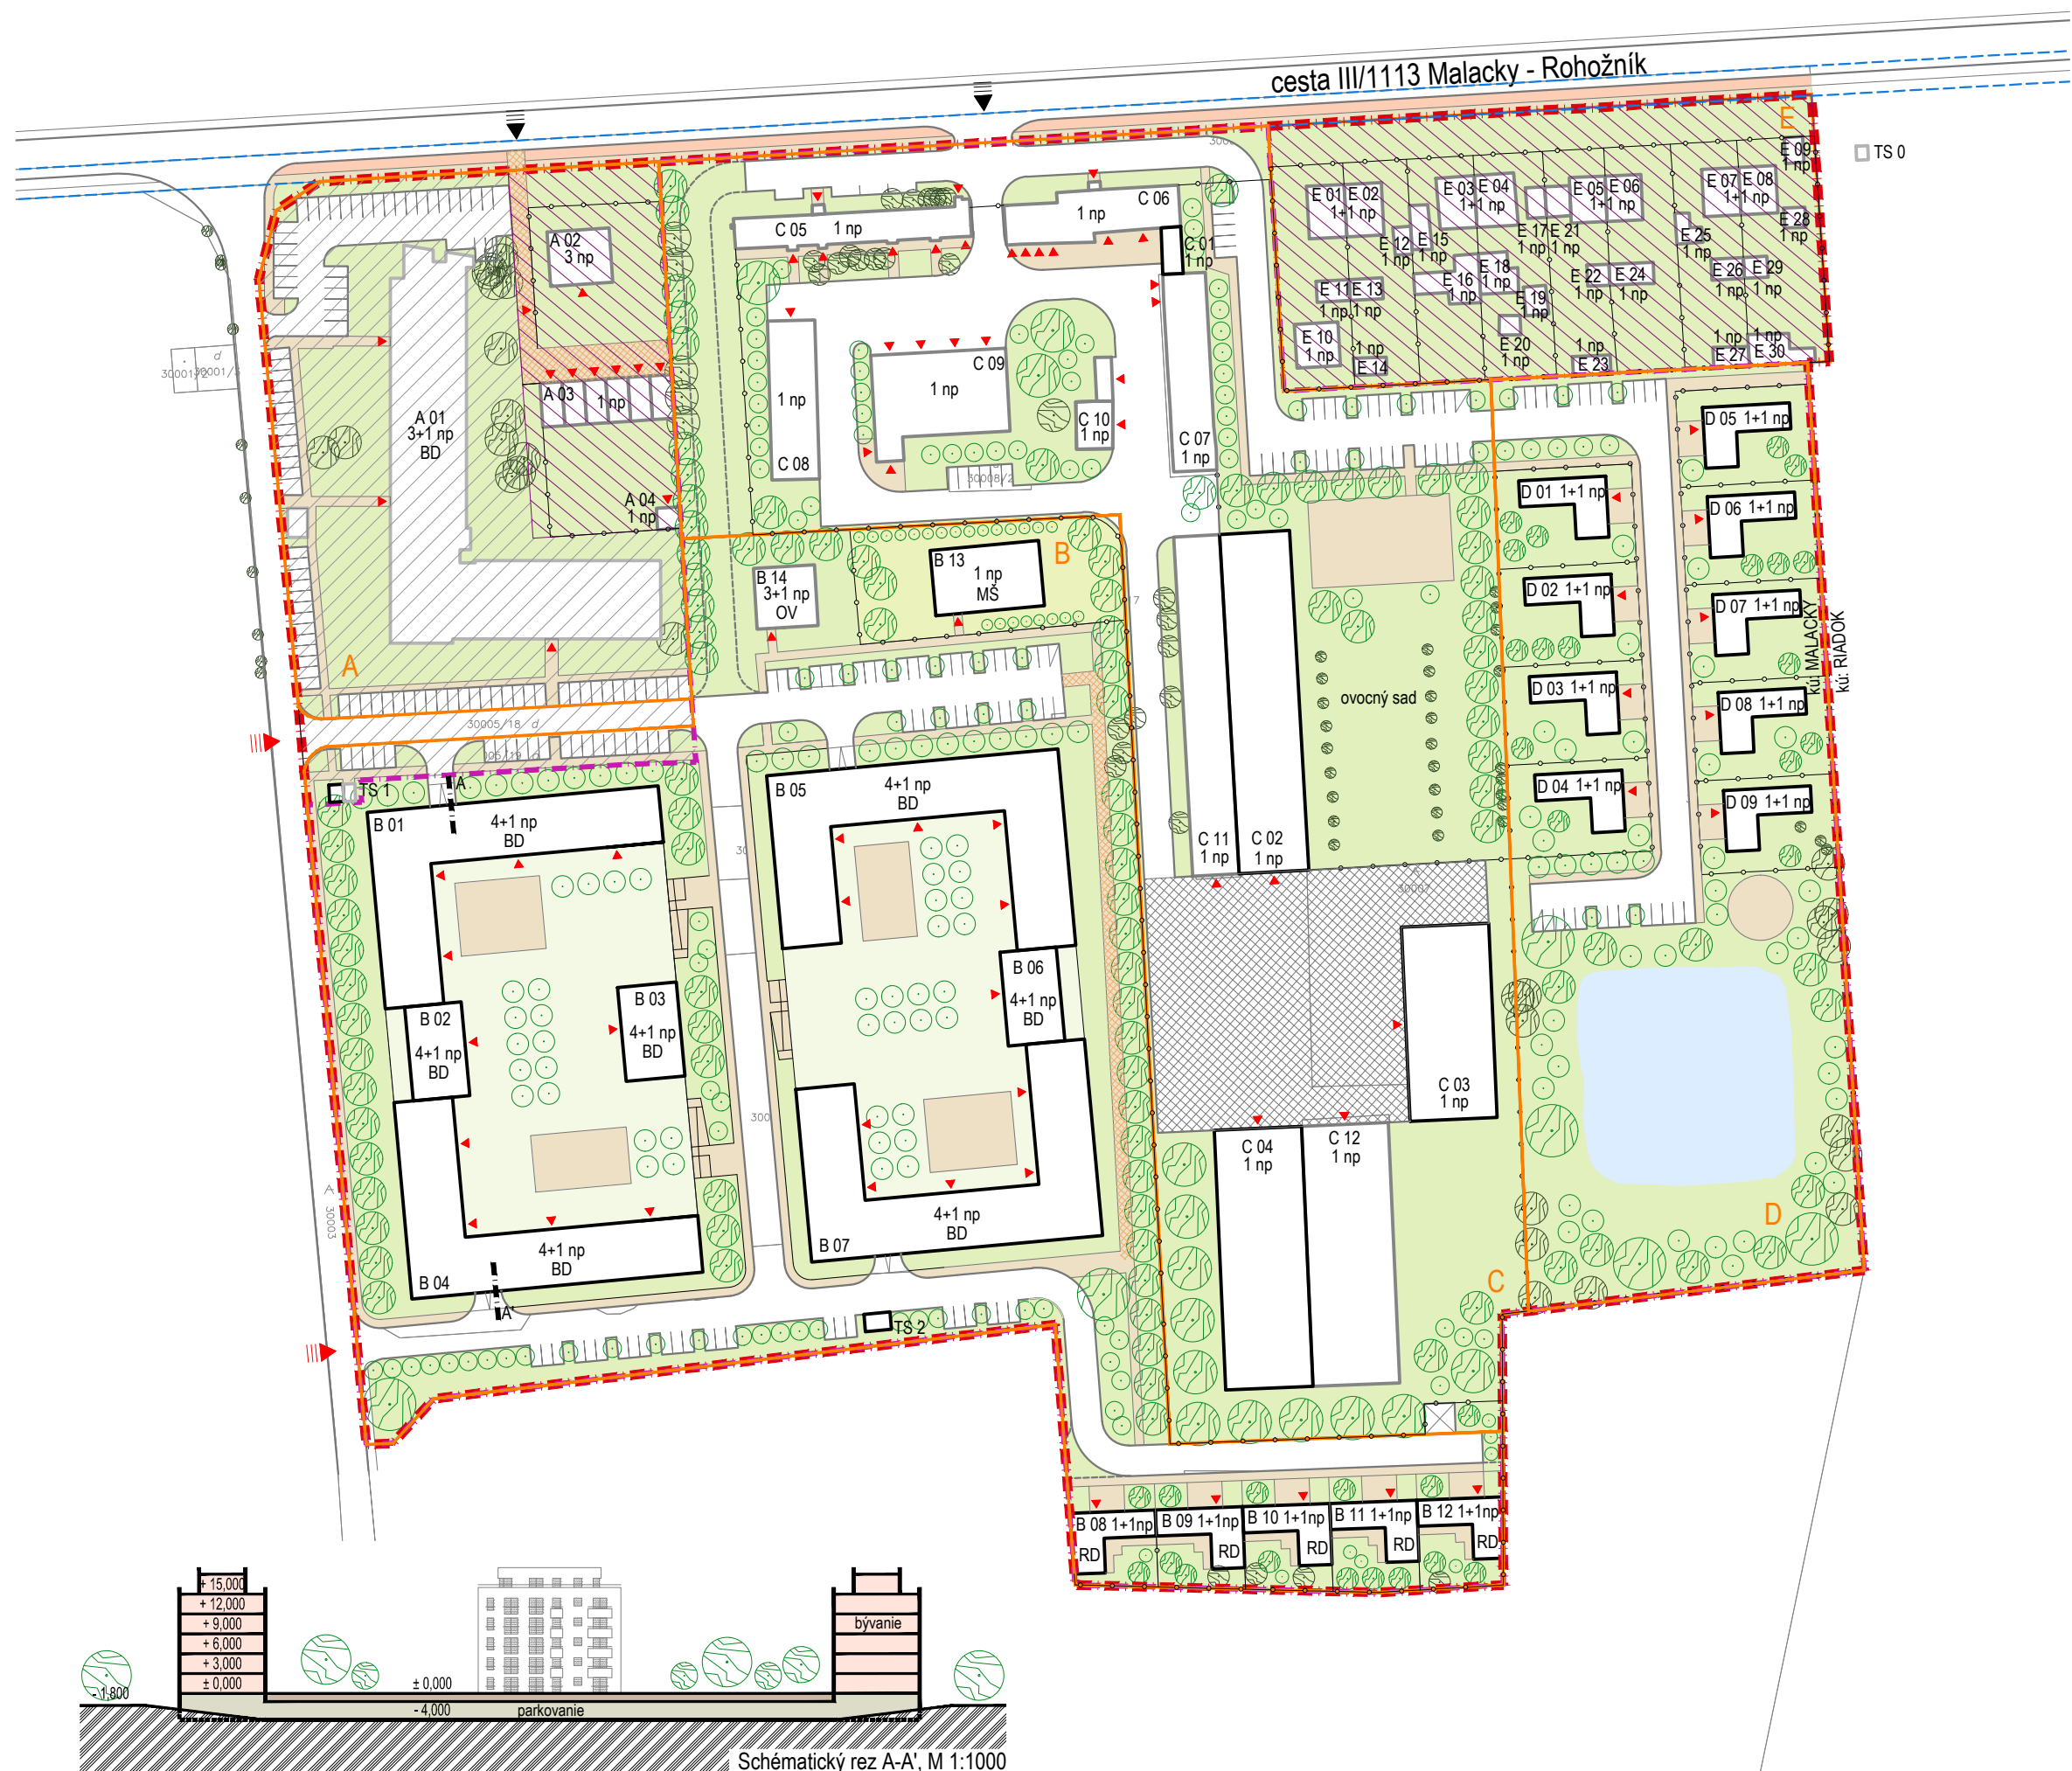 cesta III/1113 Malacky - Rohožník
TS 0
E
E 09
1 np
E 01
E 02
1+1 np
E 03
E 04
1+1 np
E 05
E 06
1+1 np
E 07
E 08
1+1 np
E 28
1 np
E 12
1 np
E 15
1 np
E 17
1 np
E 21
1 np
E 25
1 np
E 11
1 np
E 13
1 np
E 16
1 np
E 18
1 np
E 19
1 np
E 22
1 np
E 24
1 np
E 26
1 np
E 29
1 np
E 10
1 np
1 np
E 14
E 20
1 np
1 np
E 23
1 np
E 27
1 np
E 30
A 02
3 np
A 03
1 np
A 01
3+1 np
BD
A 04
1 np
A
C 05
1 np
C 06
1 np
C 01
1 np
1 np
C 08
C 09
1 np
C 10
1 np
C 07
1 np
30008/2
30001/2
30001/3
d
B
B 13
1 np
MŠ
B 14
3+1 np
OV
D 05 1+1 np
D 06 1+1 np
D 07 1+1 np
D 08 1+1 np
D 09 1+1 np
D 01 1+1 np
D 02 1+1 np
D 03 1+1 np
D 04 1+1 np
kú: MALACKY
kú: RIADOK
ovocný sad
C 11
1 np
C 02
1 np
30007
30005/18 d
TS 1
A
B 01
4+1 np
BD
B 02
4+1 np
BD
B 03
4+1 np
BD
B 04
4+1 np
BD
A'
B 05
4+1 np
BD
B 06
4+1 np
BD
B 07
4+1 np
BD
30003
C 03
1 np
C 04
1 np
C 12
1 np
C
D
TS 2
B 08 1+1np
RD
B 09 1+1np
RD
B 10 1+1np
RD
B 11 1+1np
RD
B 12 1+1np
RD
+ 15,000
+ 12,000
+ 9,000
+ 6,000
+ 3,000
± 0,000
- 1,800
± 0,000
- 4,000
parkovanie
bývanie
Schématický rez A-A', M 1:1000